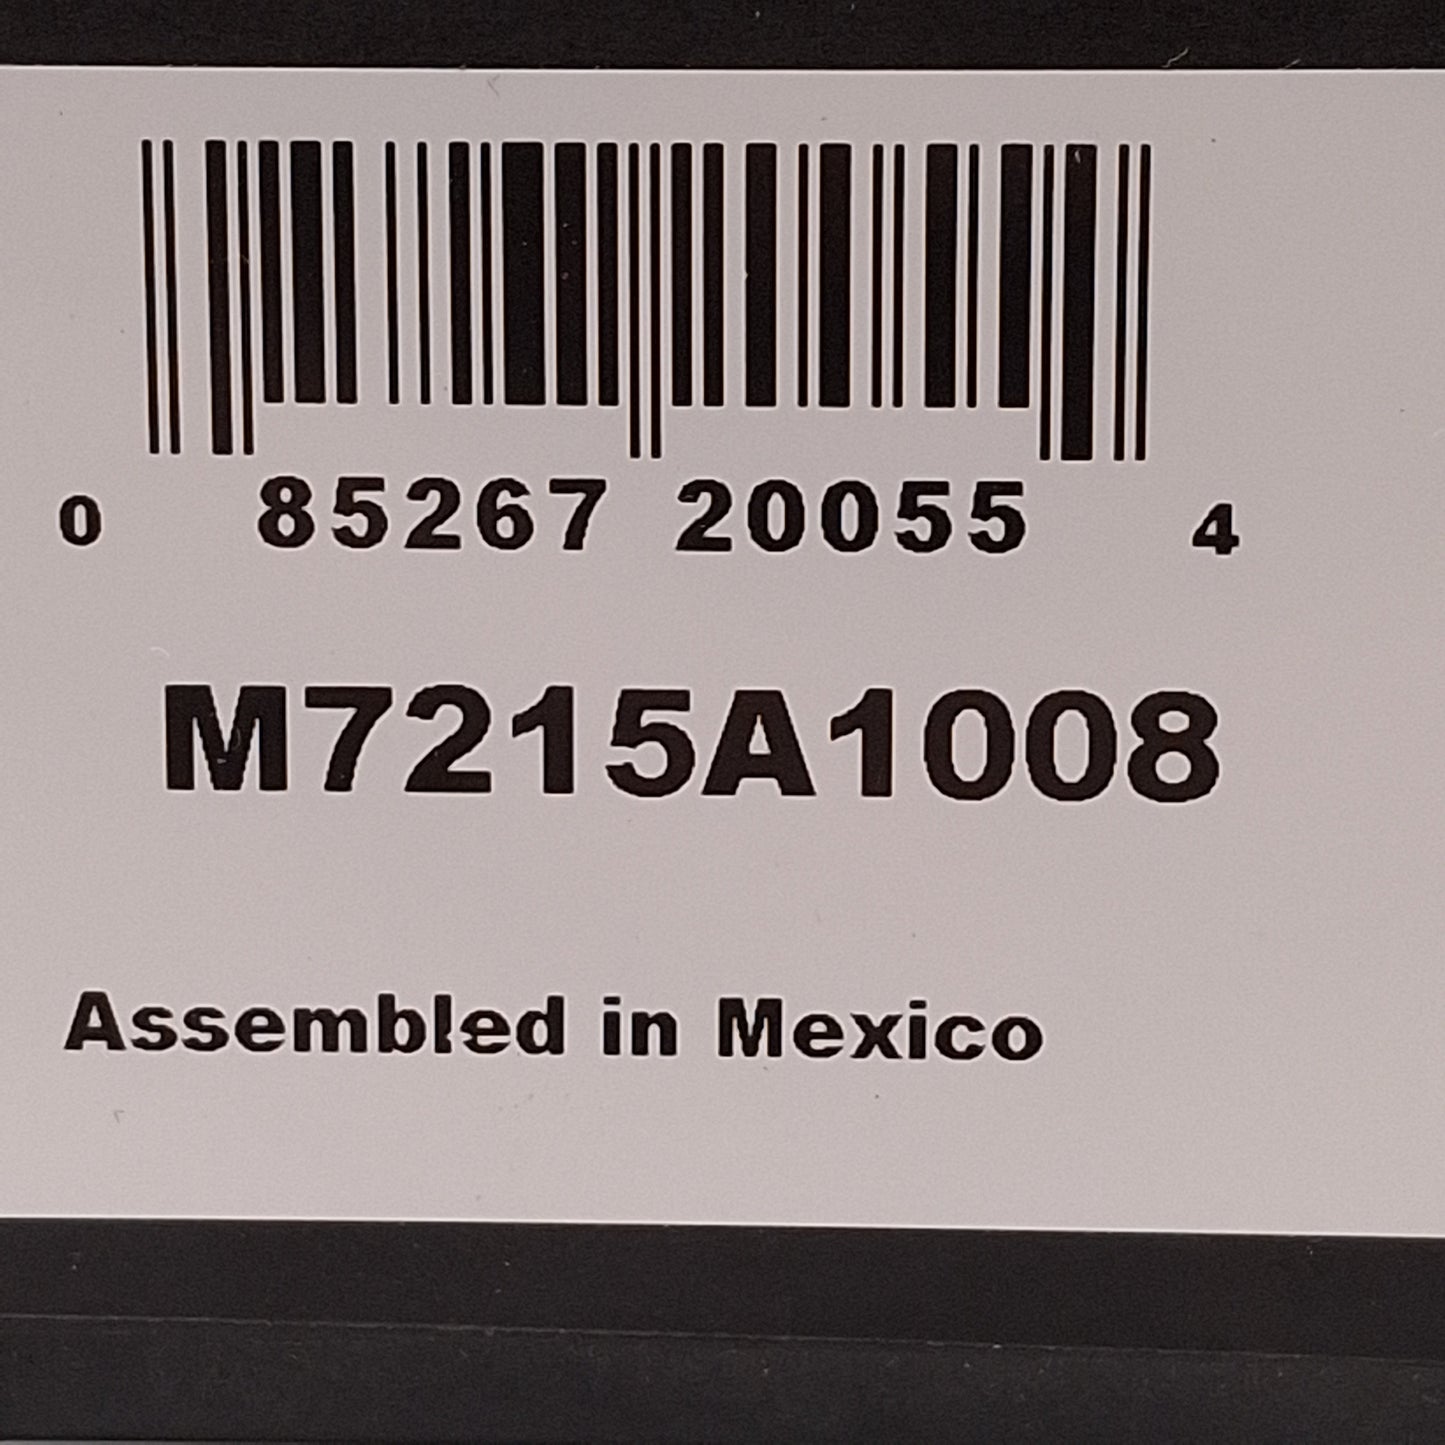 0 85267 20055 4
M7215A1008
Assembled in Mexico